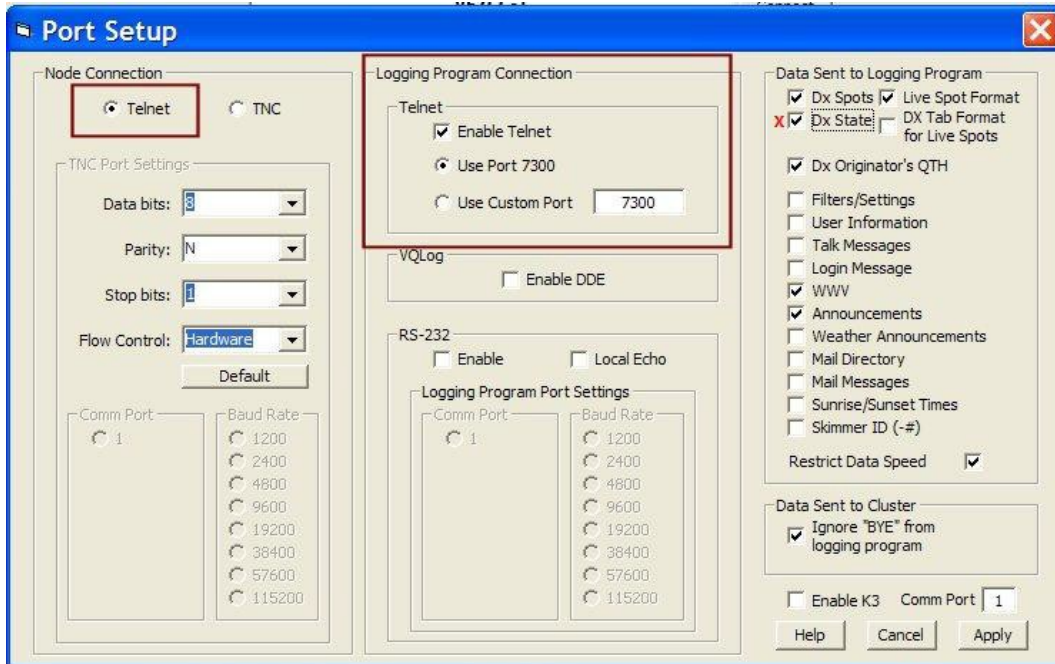 Port Setup
Node Connection
Telnet
TNC
TNC Port Settings
Data bits: 8
Parity: N
Stop bits: 1
Flow Control: Hardware
Default
Comm Port
1
Baud Rate
1200
2400
4800
9600
19200
38400
57600
115200
Logging Program Connection
Telnet
Enable Telnet
Use Port 7300
Use Custom Port 7300
VQLog
Enable DDE
RS-232
Enable
Local Echo
Logging Program Port Settings
Comm Port
1
Baud Rate
1200
2400
4800
9600
19200
38400
57600
115200
Data Sent to Logging Program
Dx Spots
Live Spot Format
X
Dx State
DX Tab Format
for Live Spots
Dx Originator's QTH
Filters/Settings
User Information
Talk Messages
Login Message
WWV
Announcements
Weather Announcements
Mail Directory
Mail Messages
Sunrise/Sunset Times
Skimmer ID (-#)
Restrict Data Speed
Data Sent to Cluster
Ignore "BYE" from
logging program
Enable K3
Comm Port 1
Help
Cancel
Apply